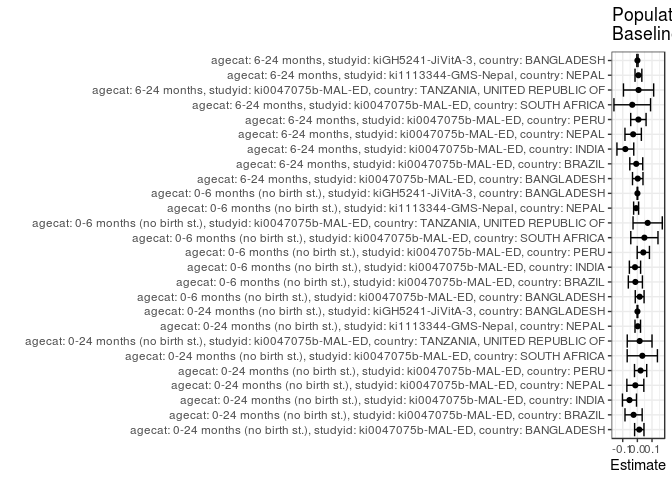 Populat
Baselin
agecat: 6-24 months, studyid: kiGH5241-JiVitA-3, country: BANGLADESH
agecat: 6-24 months, studyid: ki1113344-GMS-Nepal, country: NEPAL
agecat: 6-24 months, studyid: ki0047075b-MAL-ED, country: TANZANIA, UNITED REPUBLIC OF
agecat: 6-24 months, studyid: ki0047075b-MAL-ED, country: SOUTH AFRICA
agecat: 6-24 months, studyid: ki0047075b-MAL-ED, country: PERU
agecat: 6-24 months, studyid: ki0047075b-MAL-ED, country: NEPAL
agecat: 6-24 months, studyid: ki0047075b-MAL-ED, country: INDIA
agecat: 6-24 months, studyid: ki0047075b-MAL-ED, country: BRAZIL
agecat: 6-24 months, studyid: ki0047075b-MAL-ED, country: BANGLADESH
agecat: 0-6 months (no birth st.), studyid: kiGH5241-JiVitA-3, country: BANGLADESH
agecat: 0-6 months (no birth st.), studyid: ki1113344-GMS-Nepal, country: NEPAL
agecat: 0-6 months (no birth st.), studyid: ki0047075b-MAL-ED, country: TANZANIA, UNITED REPUBLIC OF
agecat: 0-6 months (no birth st.), studyid: ki0047075b-MAL-ED, country: SOUTH AFRICA
agecat: 0-6 months (no birth st.), studyid: ki0047075b-MAL-ED, country: PERU
agecat: 0-6 months (no birth st.), studyid: ki0047075b-MAL-ED, country: INDIA
agecat: 0-6 months (no birth st.), studyid: ki0047075b-MAL-ED, country: BRAZIL
agecat: 0-6 months (no birth st.), studyid: ki0047075b-MAL-ED, country: BANGLADESH
agecat: 0-24 months (no birth st.), studyid: kiGH5241-JiVitA-3, country: BANGLADESH
agecat: 0-24 months (no birth st.), studyid: ki1113344-GMS-Nepal, country: NEPAL
agecat: 0-24 months (no birth st.), studyid: ki0047075b-MAL-ED, country: TANZANIA, UNITED REPUBLIC OF
agecat: 0-24 months (no birth st.), studyid: ki0047075b-MAL-ED, country: SOUTH AFRICA
agecat: 0-24 months (no birth st.), studyid: ki0047075b-MAL-ED, country: PERU
agecat: 0-24 months (no birth st.), studyid: ki0047075b-MAL-ED, country: NEPAL
agecat: 0-24 months (no birth st.), studyid: ki0047075b-MAL-ED, country: INDIA
agecat: 0-24 months (no birth st.), studyid: ki0047075b-MAL-ED, country: BRAZIL
agecat: 0-24 months (no birth st.), studyid: ki0047075b-MAL-ED, country: BANGLADESH
-0.1 0.0 0.1
Estimate